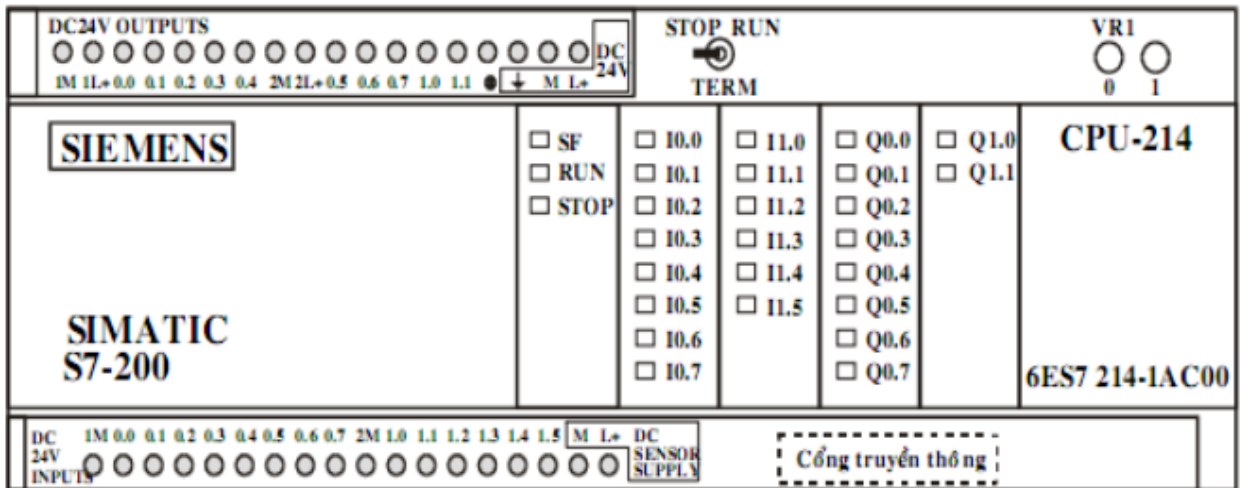 DC24V OUTPUTS
DC
24V
1M 1L+ 0.0 0.1 0.2 0.3 0.4 2M 2L+ 0.5 0.6 0.7 1.0 1.1 M L+
STOP RUN
TERM
VR1
0 1
SIEMENS
SIMATIC
S7-200
SF
RUN
STOP
I0.0
I0.1
I0.2
I0.3
I0.4
I0.5
I0.6
I0.7
I1.0
I1.1
I1.2
I1.3
I1.4
I1.5
Q0.0
Q0.1
Q0.2
Q0.3
Q0.4
Q0.5
Q0.6
Q0.7
Q1.0
Q1.1
CPU-214
6ES7 214-1AC00
DC
24V
INPUTS
1M 0.0 0.1 0.2 0.3 0.4 0.5 0.6 0.7 2M 1.0 1.1 1.2 1.3 1.4 1.5 M L+
DC
SENSOR
SUPPLY
Cổng truyền thông